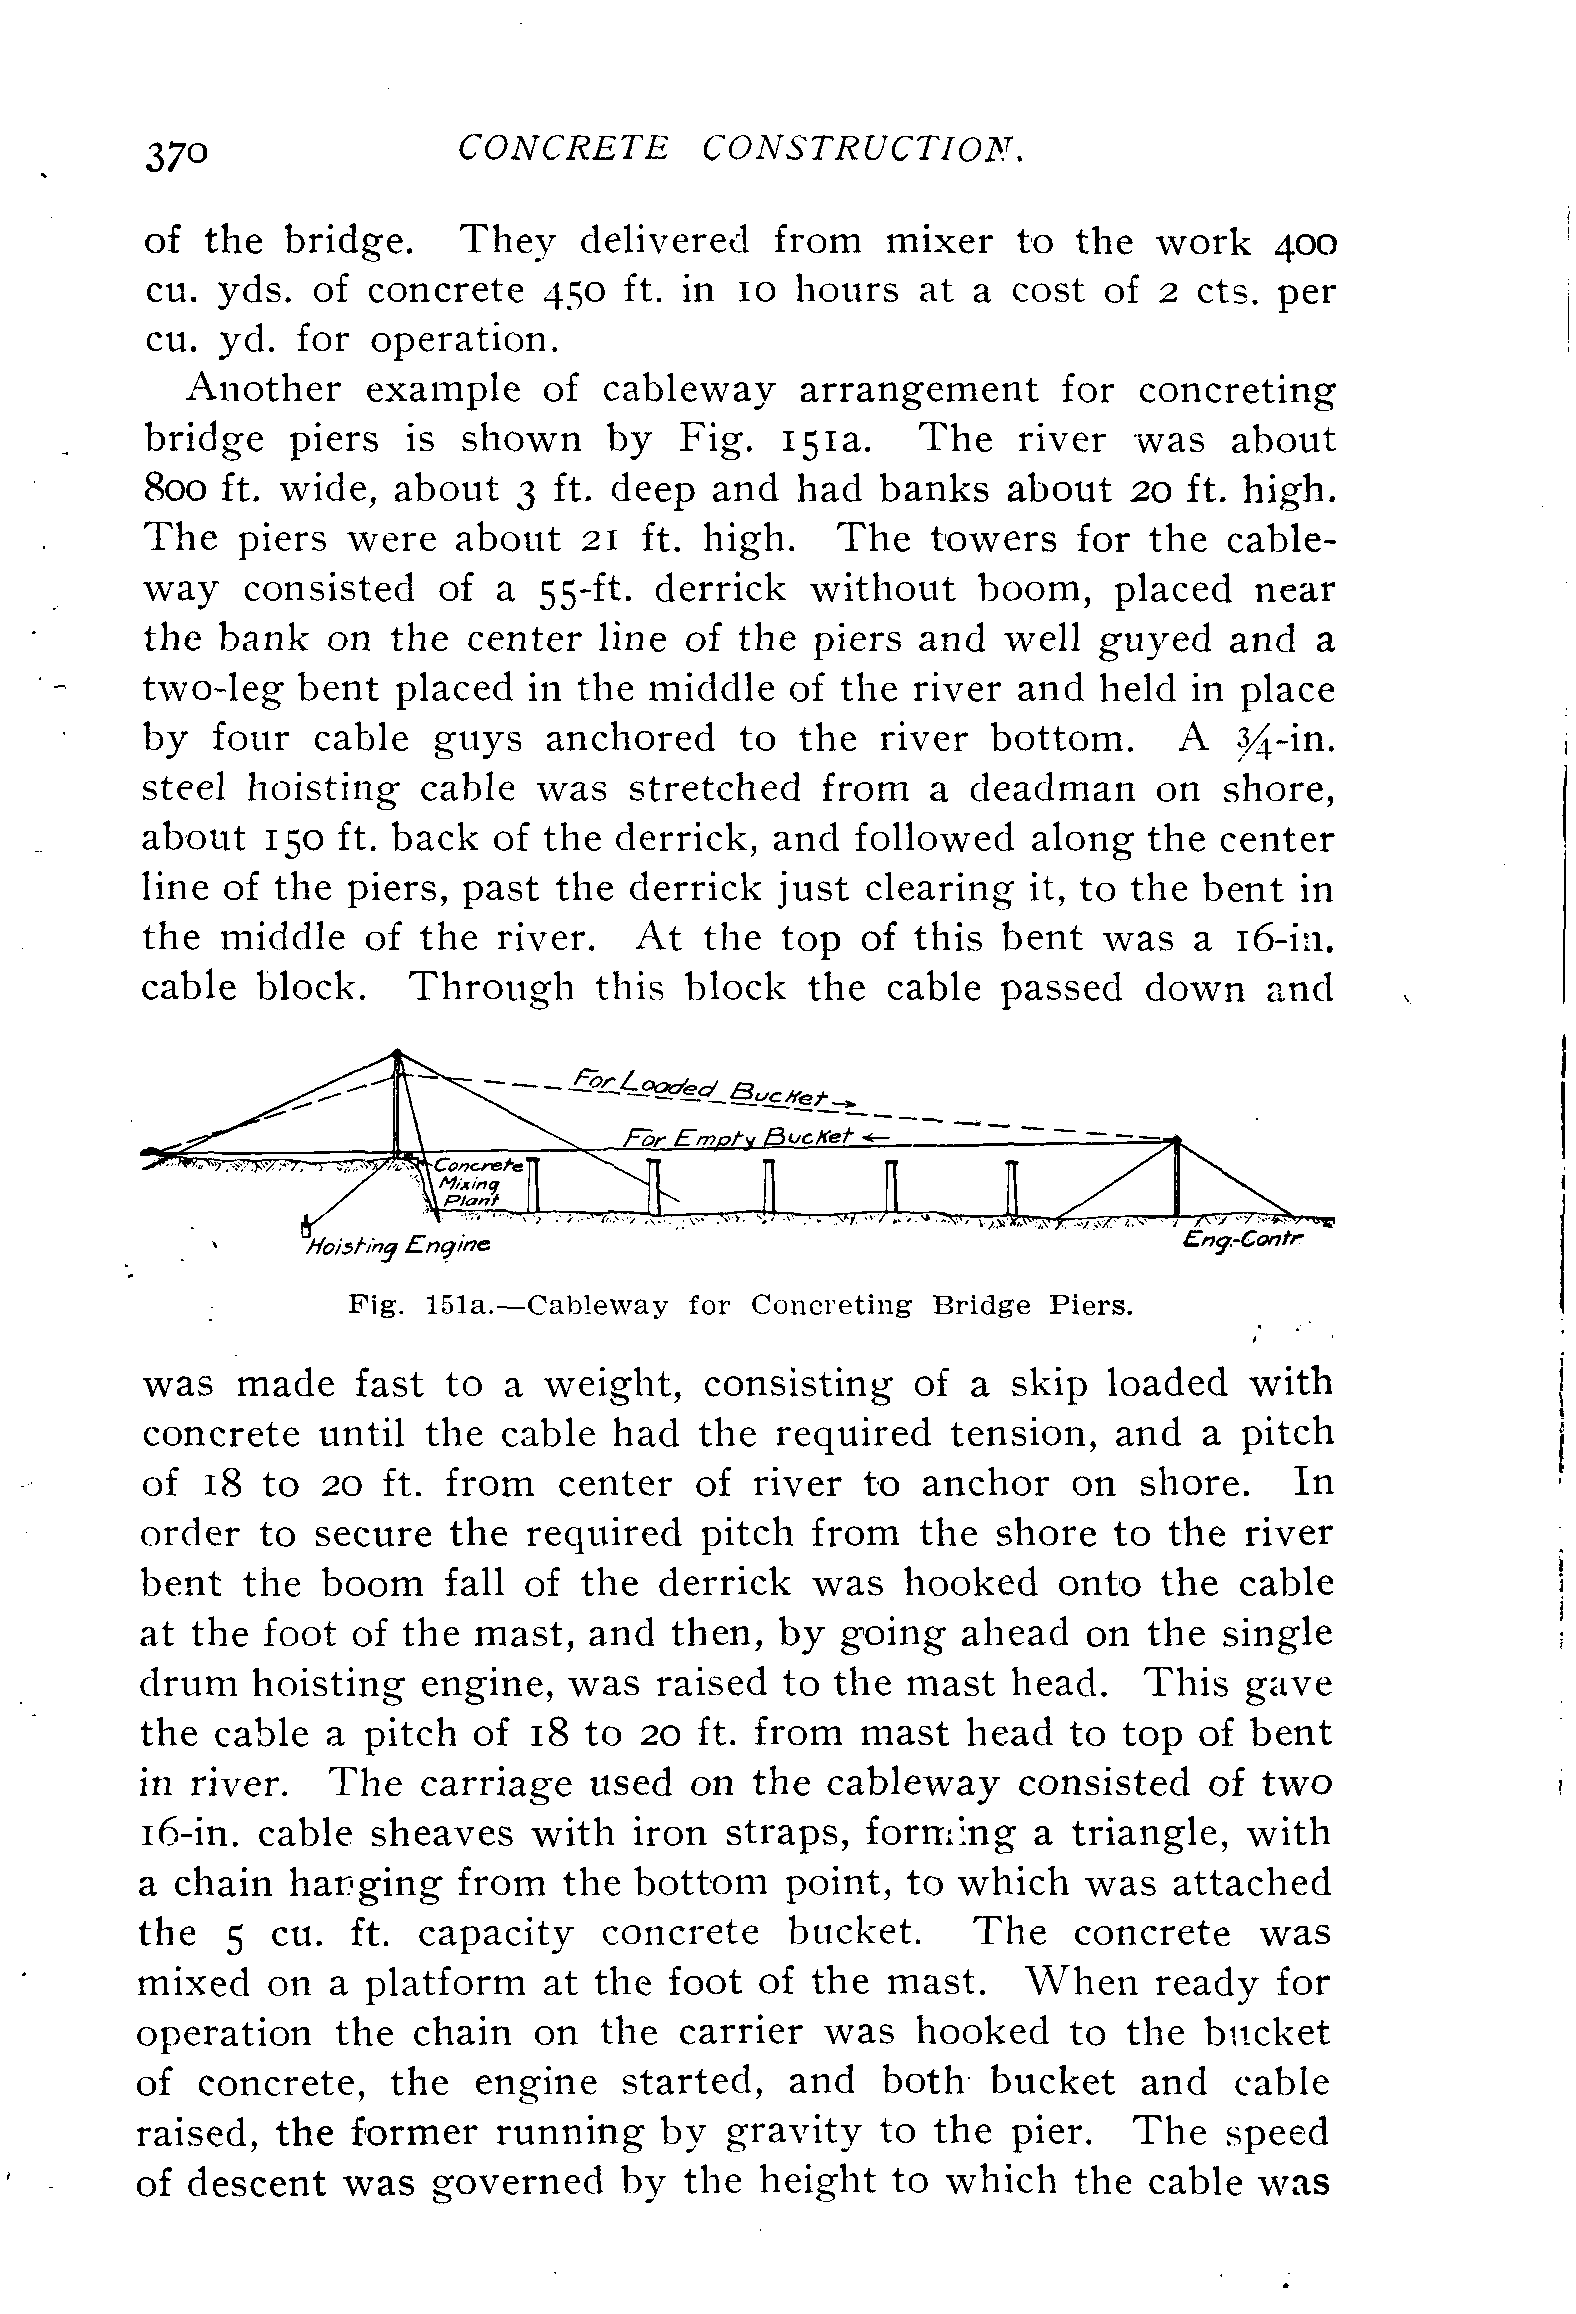 370 CONCRETE CONSTRUCTION.
of the bridge. They delivered from mixer to the work 400
cu. yds. of concrete 450 ft. in 10 hours at a cost of 2 cts. per
cu. yd. for operation.
Another example of cableway arrangement for concreting
bridge piers is shown by Fig. 151a. The river was about
800 ft. wide, about 3 ft. deep and had banks about 20 ft. high.
The piers were about 21 ft. high. The towers for the cable-
way consisted of a 55-ft. derrick without boom, placed near
the bank on the center line of the piers and well guyed and a
two-leg bent placed in the middle of the river and held in place
by four cable guys anchored to the river bottom. A ¾-in.
steel hoisting cable was stretched from a deadman on shore,
about 150 ft. back of the derrick, and followed along the center
line of the piers, past the derrick just clearing it, to the bent in
the middle of the river. At the top of this bent was a 16-in.
cable block. Through this block the cable passed down and
For Loaded Bucket
For Empty Bucket
Concrete
Mixing
Plant
Hoisting Engine
Eng.-Contr.
Fig. 151a.—Cableway for Concreting Bridge Piers.
was made fast to a weight, consisting of a skip loaded with
concrete until the cable had the required tension, and a pitch
of 18 to 20 ft. from center of river to anchor on shore. In
order to secure the required pitch from the shore to the river
bent the boom fall of the derrick was hooked onto the cable
at the foot of the mast, and then, by going ahead on the single
drum hoisting engine, was raised to the mast head. This gave
the cable a pitch of 18 to 20 ft. from mast head to top of bent
in river. The carriage used on the cableway consisted of two
16-in. cable sheaves with iron straps, forming a triangle, with
a chain hanging from the bottom point, to which was attached
the 5 cu. ft. capacity concrete bucket. The concrete was
mixed on a platform at the foot of the mast. When ready for
operation the chain on the carrier was hooked to the bucket
of concrete, the engine started, and both bucket and cable
raised, the former running by gravity to the pier. The speed
of descent was governed by the height to which the cable was